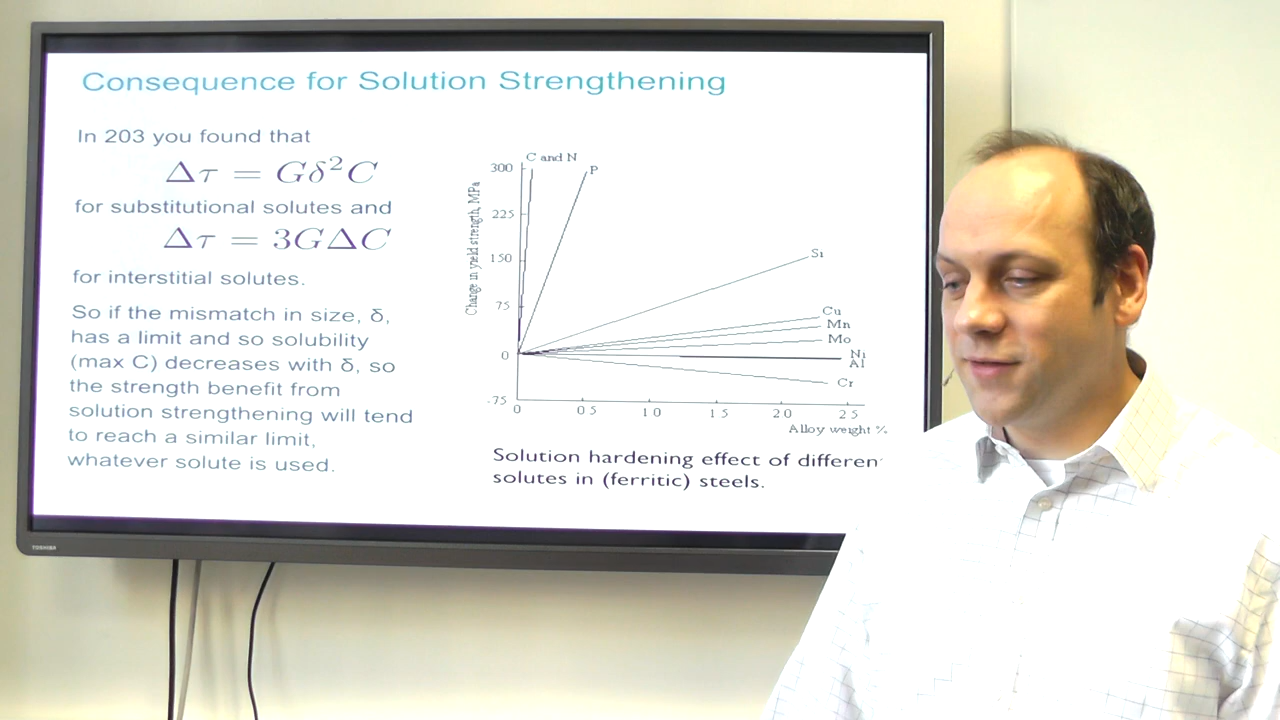 Consequence for Solution Strengthening
In 203 you found that
Δτ = Gδ²C
for substitutional solutes and
Δτ = 3GΔC
for interstitial solutes.
So if the mismatch in size, δ,
has a limit and so solubility
(max C) decreases with δ, so
the strength benefit from
solution strengthening will tend
to reach a similar limit,
whatever solute is used.
C and N
P
Si
Cu
Mn
Mo
Ni
Al
Cr
Change in yield strength, MPa
300
225
150
75
0
-75
0
0 5
1 0
1 5
2 0
2 5
Alloy weight %
Solution hardening effect of differen
solutes in (ferritic) steels.
TOSHIBA